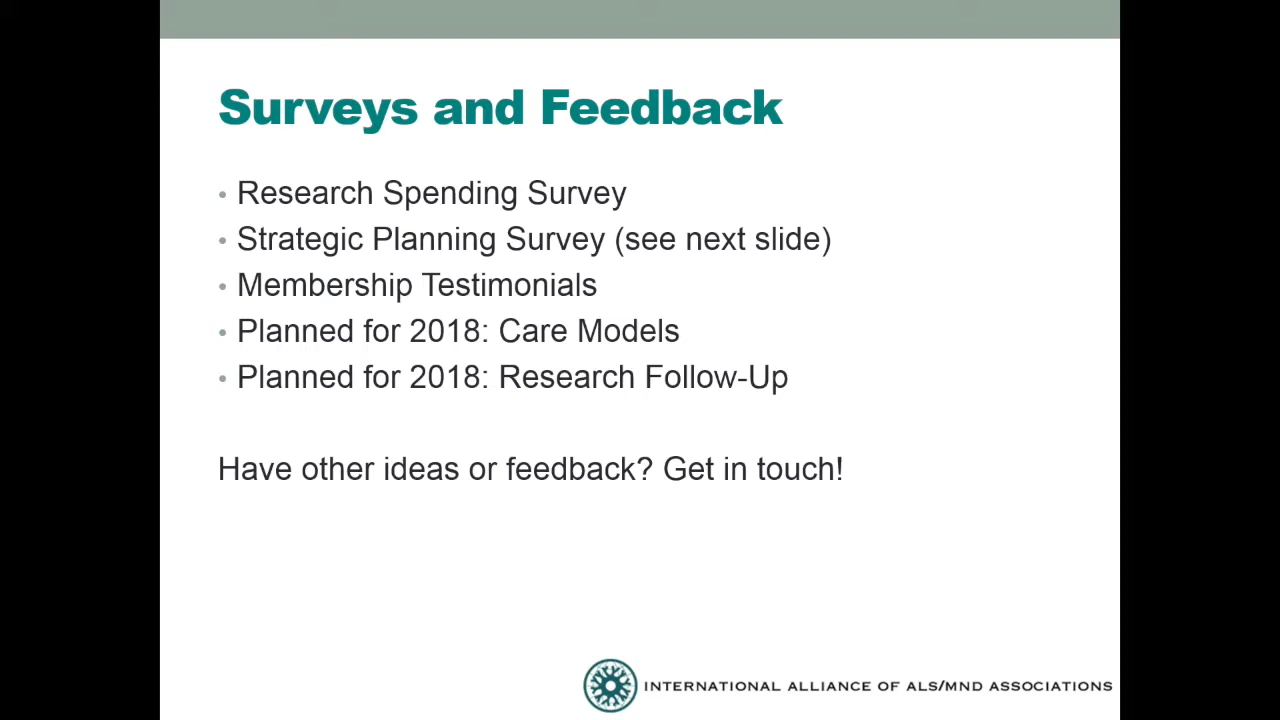 Surveys and Feedback
• Research Spending Survey
• Strategic Planning Survey (see next slide)
• Membership Testimonials
• Planned for 2018: Care Models
• Planned for 2018: Research Follow-Up
Have other ideas or feedback? Get in touch!
INTERNATIONAL ALLIANCE OF ALS/MND ASSOCIATIONS